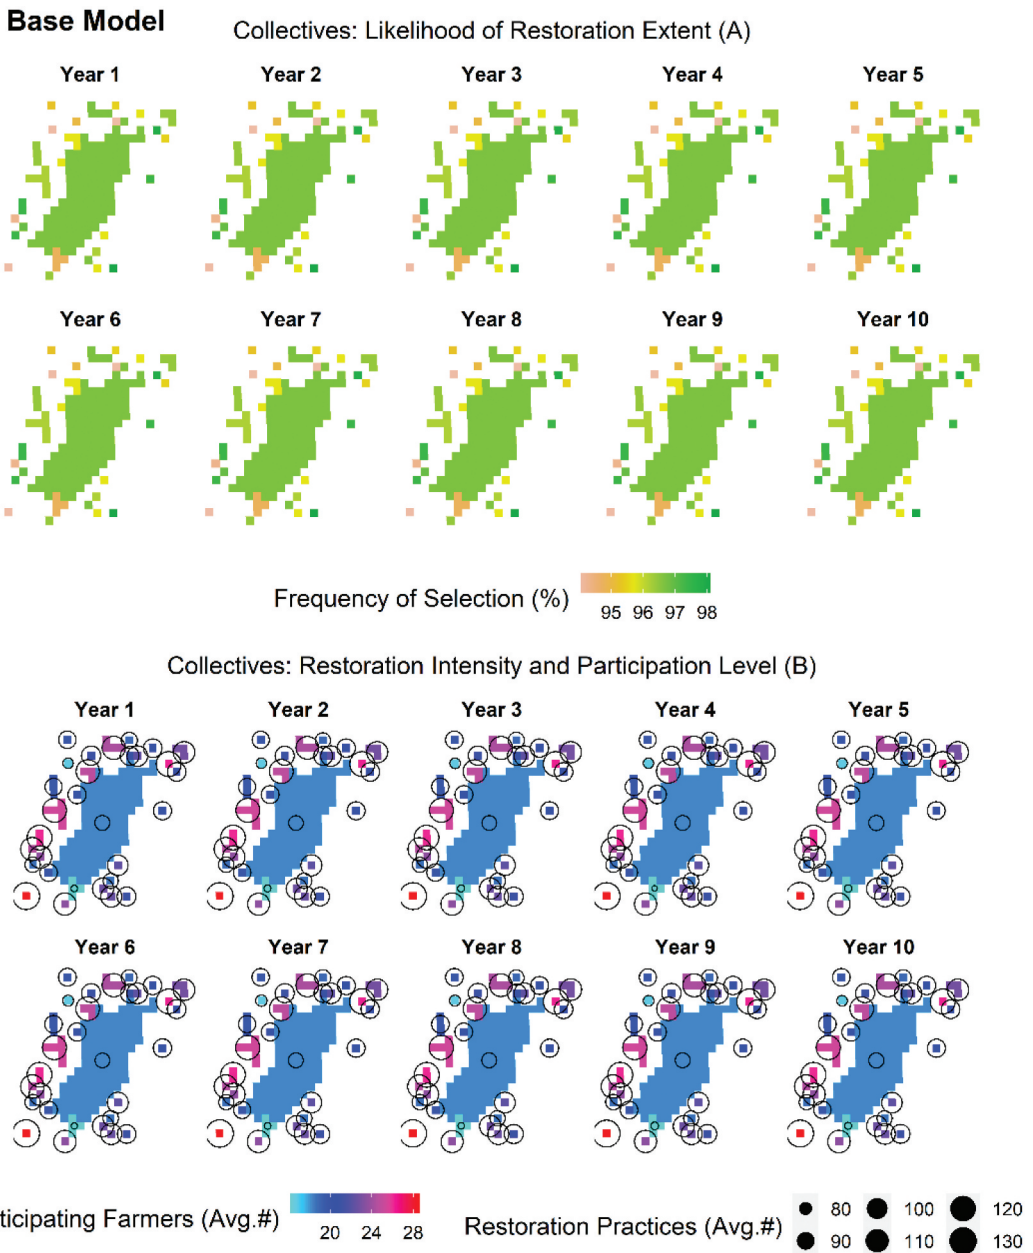 Base Model
Collectives: Likelihood of Restoration Extent (A)
Year 1 Year 2 Year 3 Year 4 Year 5
Year 6 Year 7 Year 8 Year 9 Year 10
Frequency of Selection (%)
95 96 97 98
Collectives: Restoration Intensity and Participation Level (B)
Year 1 Year 2 Year 3 Year 4 Year 5
Year 6 Year 7 Year 8 Year 9 Year 10
ticipating Farmers (Avg.#)
20 24 28
Restoration Practices (Avg.#)
80 100 120
90 110 130